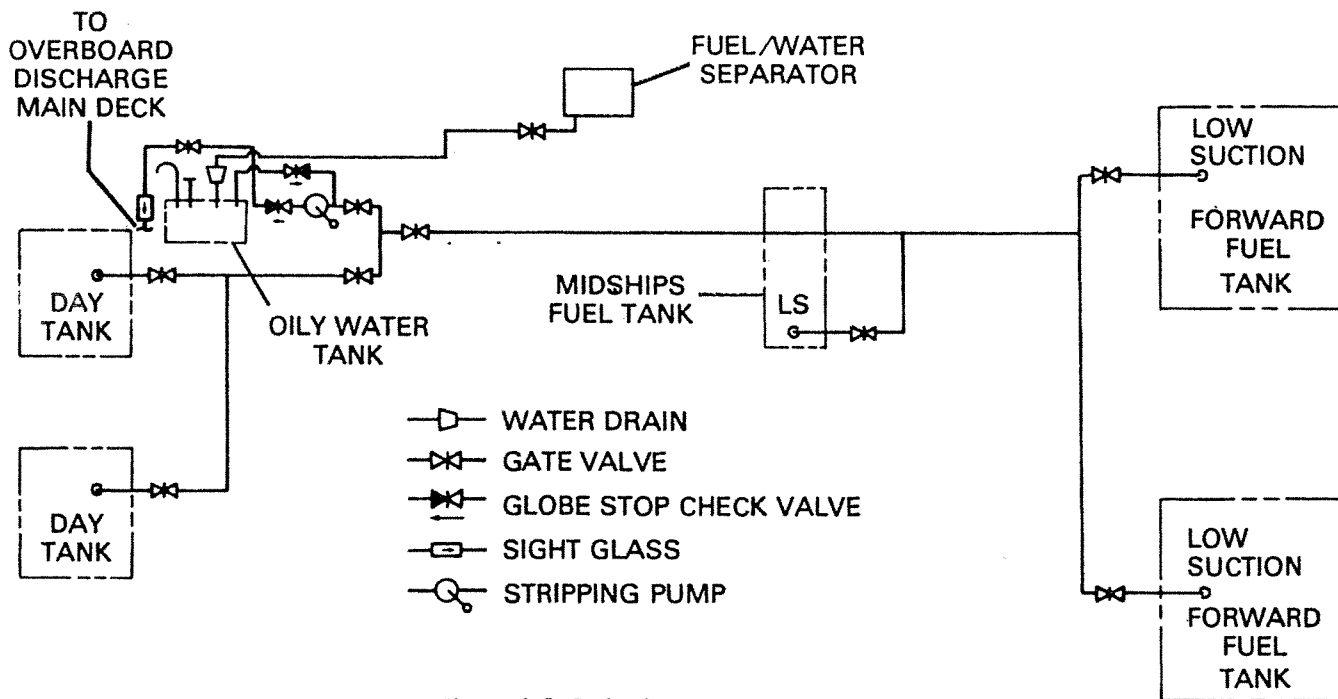 TO
OVERBOARD
DISCHARGE
MAIN DECK
FUEL/WATER
SEPARATOR
LOW
SUCTION
FORWARD
FUEL
TANK
DAY
TANK
OILY WATER
TANK
MIDSHIPS
FUEL TANK
LS
WATER DRAIN
GATE VALVE
GLOBE STOP CHECK VALVE
SIGHT GLASS
STRIPPING PUMP
DAY
TANK
LOW
SUCTION
FORWARD
FUEL
TANK